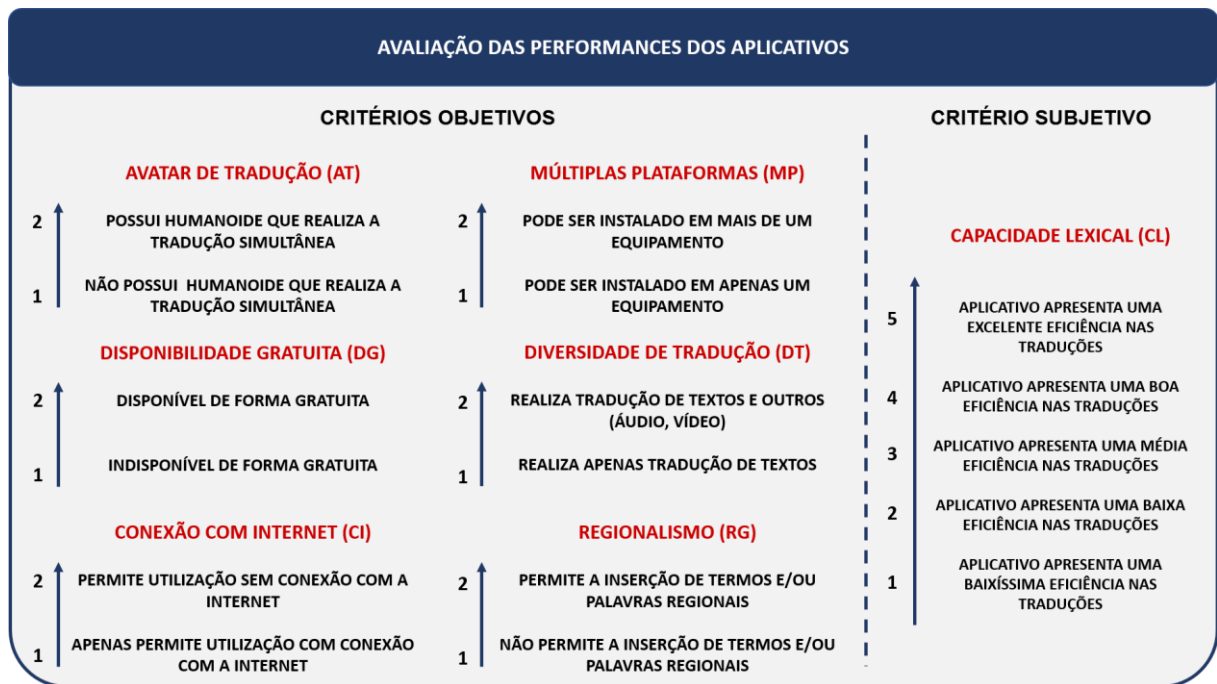 AVALIAÇÃO DAS PERFORMANCES DOS APLICATIVOS
CRITÉRIOS OBJETIVOS
AVATAR DE TRADUÇÃO (AT)
2
POSSUI HUMANOIDE QUE REALIZA A
TRADUÇÃO SIMULTÂNEA
1
NÃO POSSUI HUMANOIDE QUE REALIZA A
TRADUÇÃO SIMULTÂNEA
MÚLTIPLAS PLATAFORMAS (MP)
2
PODE SER INSTALADO EM MAIS DE UM
EQUIPAMENTO
1
PODE SER INSTALADO EM APENAS UM
EQUIPAMENTO
DISPONIBILIDADE GRATUITA (DG)
2
DISPONÍVEL DE FORMA GRATUITA
1
INDISPONÍVEL DE FORMA GRATUITA
DIVERSIDADE DE TRADUÇÃO (DT)
2
REALIZA TRADUÇÃO DE TEXTOS E OUTROS
(ÁUDIO, VÍDEO)
1
REALIZA APENAS TRADUÇÃO DE TEXTOS
CONEXÃO COM INTERNET (CI)
2
PERMITE UTILIZAÇÃO SEM CONEXÃO COM A
INTERNET
1
APENAS PERMITE UTILIZAÇÃO COM CONEXÃO
COM A INTERNET
REGIONALISMO (RG)
2
PERMITE A INSERÇÃO DE TERMOS E/OU
PALAVRAS REGIONAIS
1
NÃO PERMITE A INSERÇÃO DE TERMOS E/OU
PALAVRAS REGIONAIS
CRITÉRIO SUBJETIVO
CAPACIDADE LEXICAL (CL)
5
APLICATIVO APRESENTA UMA
EXCELENTE EFICIÊNCIA NAS
TRADUÇÕES
4
APLICATIVO APRESENTA UMA BOA
EFICIÊNCIA NAS TRADUÇÕES
3
APLICATIVO APRESENTA UMA MÉDIA
EFICIÊNCIA NAS TRADUÇÕES
2
APLICATIVO APRESENTA UMA BAIXA
EFICIÊNCIA NAS TRADUÇÕES
1
APLICATIVO APRESENTA UMA
BAIXÍSSIMA EFICIÊNCIA NAS
TRADUÇÕES